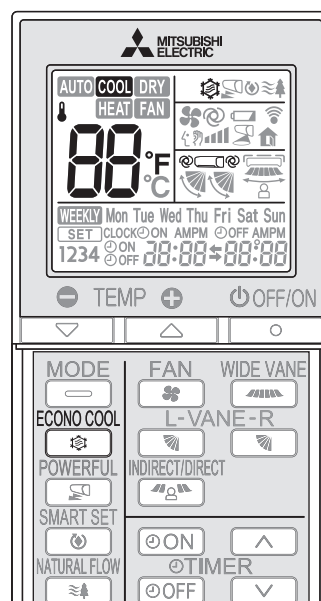 MITSUBISHI
ELECTRIC
AUTO COOL DRY
HEAT FAN
88 °F
°C
WEEKLY Mon Tue Wed Thu Fri Sat Sun
SET CLOCK ON AMPM OFF AMPM
1234 ON OFF 88:88 88:88
TEMP OFF/ON
MODE FAN WIDE VANE
ECONO COOL L-VANE-R
POWERFUL INDIRECT/DIRECT
SMART SET
ON
NATURAL FLOW TIMER
OFF